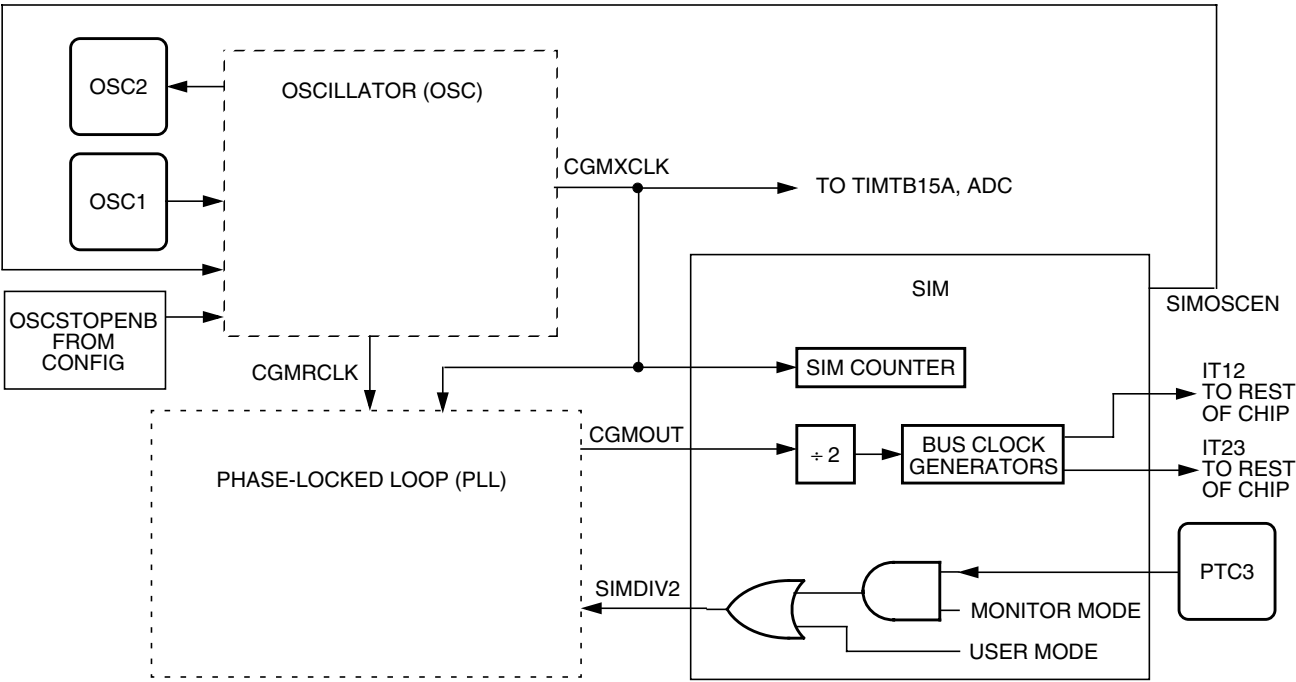 OSC2
OSCILLATOR (OSC)
CGMXCLK
OSC1
TO TIMTB15A, ADC
SIM
SIMOSCEN
OSCSTOPENB
FROM
CONFIG
CGMRCLK
SIM COUNTER
IT12
TO REST
OF CHIP
CGMOUT
÷ 2
BUS CLOCK
GENERATORS
IT23
TO REST
OF CHIP
PHASE-LOCKED LOOP (PLL)
PTC3
SIMDIV2
MONITOR MODE
USER MODE